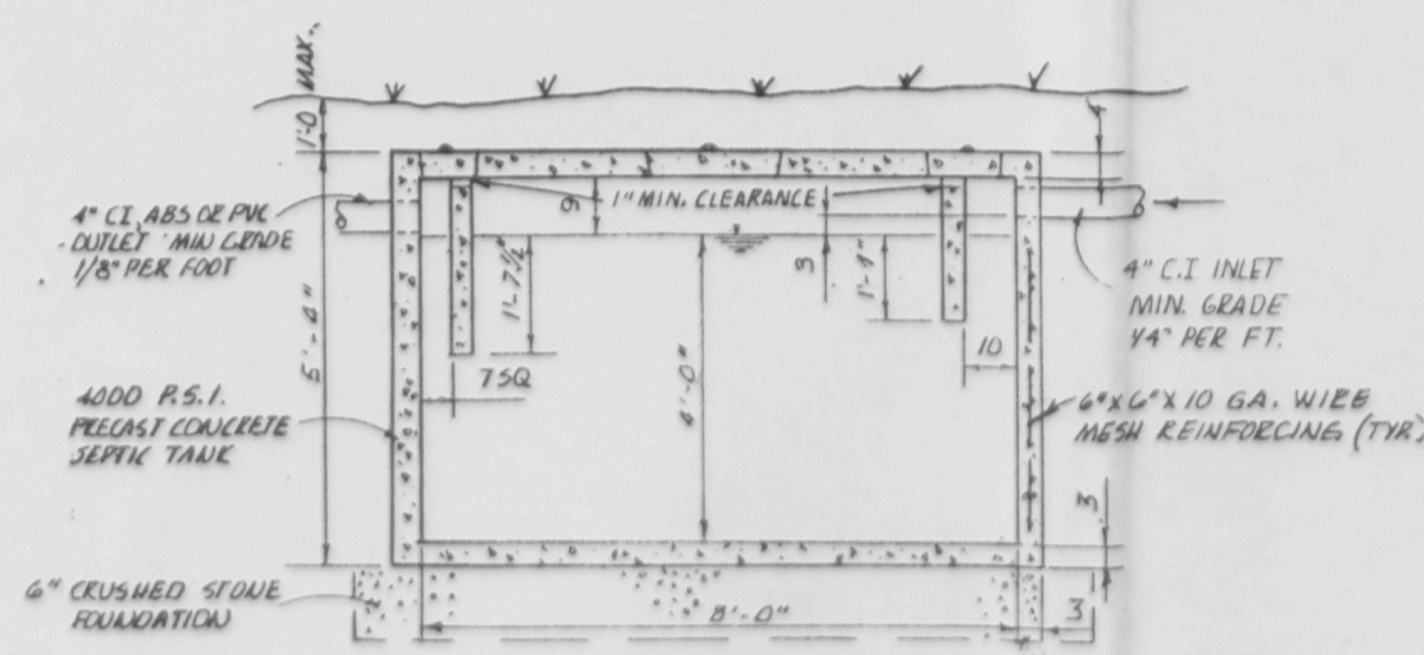 1'-0 MAX.
4
4" CI, ABS OR PVC
OUTLET MIN GRADE
1/8" PER FOOT
9
1" MIN. CLEARANCE
3
1'-7½"
1'-4"
4" C.I INLET
MIN. GRADE
1/4" PER FT.
5'-4"
4'-0"
10
7SQ
4000 P.S.I.
PRECAST CONCRETE
SEPTIC TANK
6"X6"X10 GA. WIRE
MESH REINFORCING (TYP.)
3
6" CRUSHED STONE
FOUNDATION
8'-0"
3